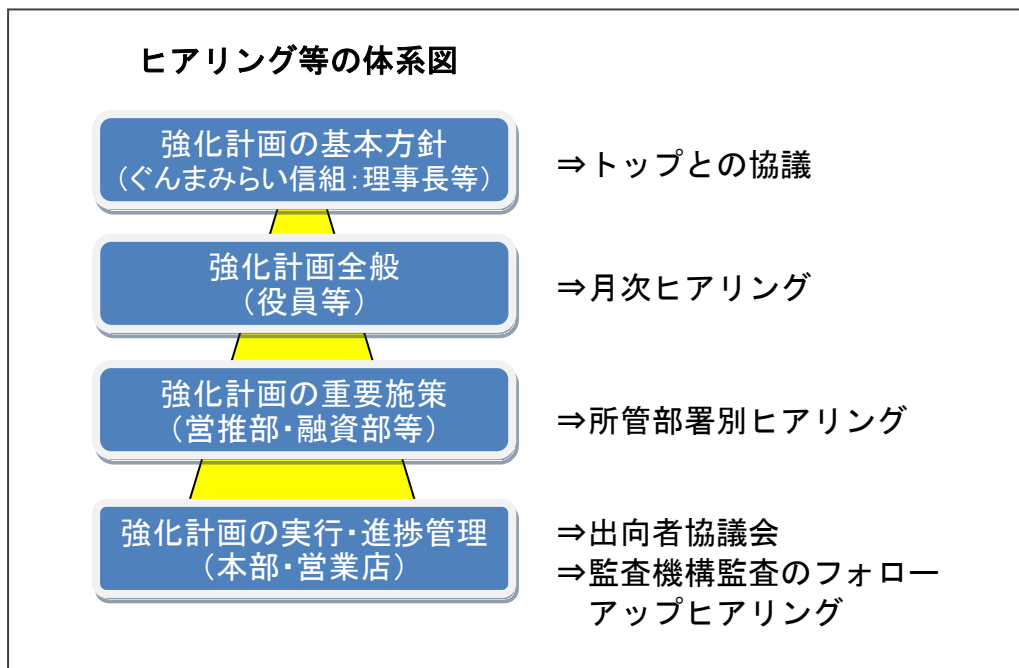 ヒアリング等の体系図
強化計画の基本方針
（ぐんまみらい信組：理事長等）
⇒トップとの協議
強化計画全般
（役員等）
⇒月次ヒアリング
強化計画の重要施策
（営推部・融資部等）
⇒所管部署別ヒアリング
強化計画の実行・進捗管理
（本部・営業店）
⇒出向者協議会
⇒監査機構監査のフォロー
アップヒアリング